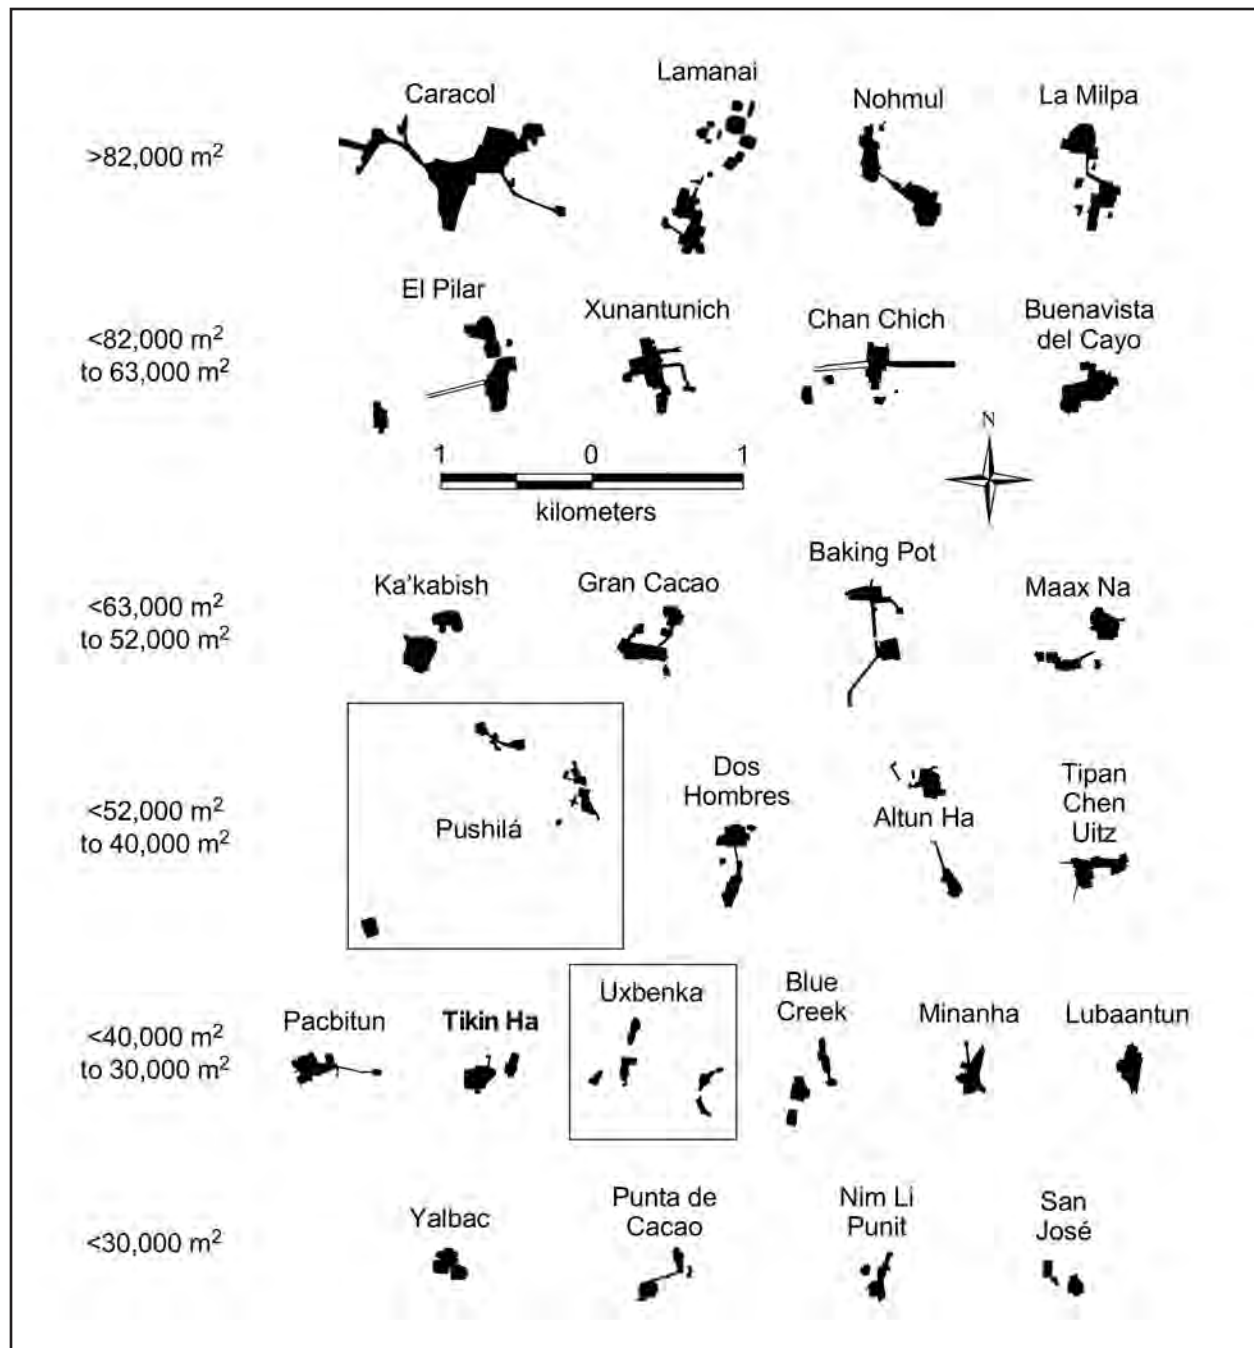 Caracol
Lamanai
Nohmul
La Milpa
>82,000 m²
El Pilar
Xunantunich
Chan Chich
Buenavista
del Cayo
<82,000 m²
to 63,000 m²
N
1 0 1
kilometers
Baking Pot
Ka'kabish
Gran Cacao
Maax Na
<63,000 m²
to 52,000 m²
Pushilá
Dos
Hombres
Altun Ha
Tipan
Chen
Uitz
<52,000 m²
to 40,000 m²
Pacbitun
Tikin Ha
Uxbenka
Blue
Creek
Minanha
Lubaantun
<40,000 m²
to 30,000 m²
Yalbac
Punta de
Cacao
Nim Li
Punit
San
José
<30,000 m²